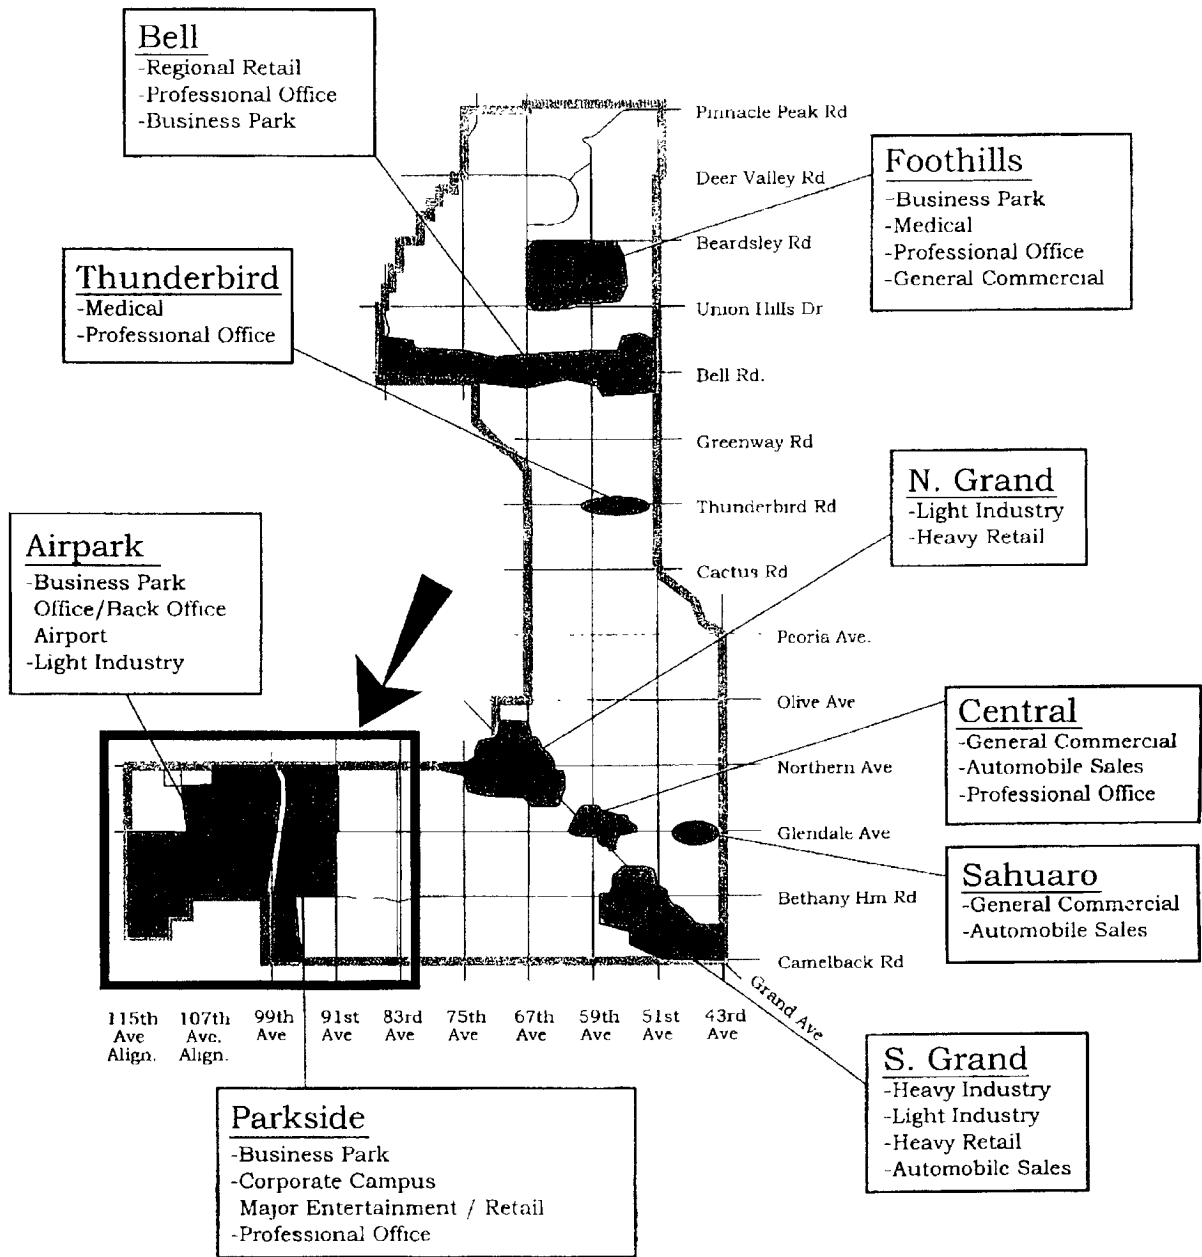 Bell
-Regional Retail
-Professional Office
-Business Park
Pinnacle Peak Rd
Deer Valley Rd
Beardsley Rd
Union Hills Dr
Bell Rd.
Greenway Rd
Thunderbird Rd
Cactus Rd
Peoria Ave.
Olive Ave
Northern Ave
Glendale Ave
Bethany Hm Rd
Camelback Rd
Foothills
-Business Park
-Medical
-Professional Office
-General Commercial
Thunderbird
-Medical
-Professional Office
N. Grand
-Light Industry
-Heavy Retail
Airpark
-Business Park
Office/Back Office
Airport
-Light Industry
Central
-General Commercial
-Automobile Sales
-Professional Office
Sahuaro
-General Commercial
-Automobile Sales
115th
Ave
Align.
107th
Ave.
Align.
99th
Ave
91st
Ave
83rd
Ave
75th
Ave
67th
Ave
59th
Ave
51st
Ave
43rd
Ave
Grand Ave
S. Grand
-Heavy Industry
-Light Industry
-Heavy Retail
-Automobile Sales
Parkside
-Business Park
-Corporate Campus
Major Entertainment / Retail
-Professional Office